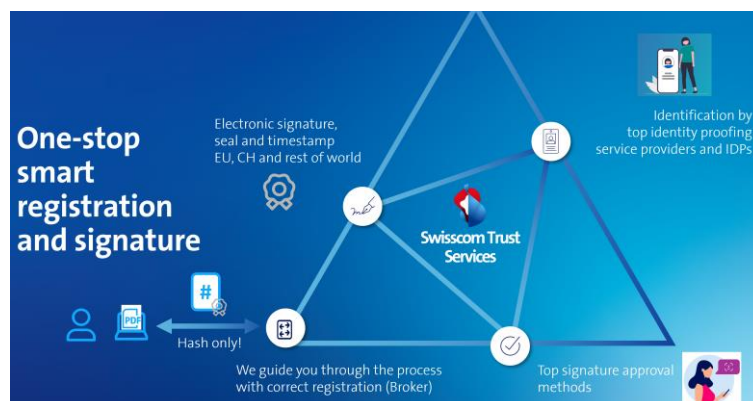 One-stop
smart
registration
and signature
Electronic signature,
seal and timestamp
EU, CH and rest of world
Identification by
top identity proofing
service providers and IDPs
Swisscom Trust
Services
#
PDF
Hash only!
We guide you through the process
with correct registration (Broker)
Top signature approval
methods